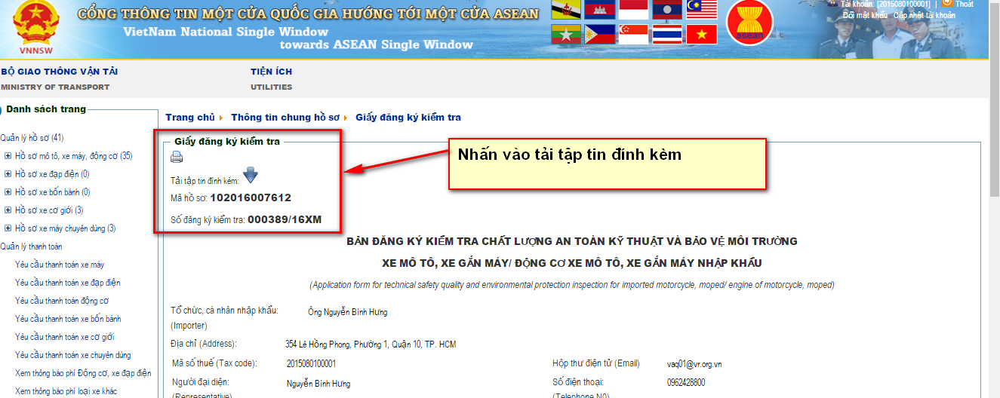 CỔNG THÔNG TIN MỘT CỬA QUỐC GIA HƯỚNG TỚI MỘT CỬA ASEAN
VietNam National Single Window
towards ASEAN Single Window
VNNSW
asean
Tài khoản: [2015080100001] | Thoát
Đổi mật khẩu Cập nhật tài khoản
BỘ GIAO THÔNG VẬN TẢI
MINISTRY OF TRANSPORT
TIỆN ÍCH
UTILITIES
Danh sách trang
Quản lý hồ sơ (41)
Hồ sơ mô tô, xe máy, động cơ (35)
Hồ sơ xe đạp điện (0)
Hồ sơ xe bốn bánh (0)
Hồ sơ xe cơ giới (3)
Hồ sơ xe máy chuyên dùng (3)
Quản lý thanh toán
Yêu cầu thanh toán xe máy
Yêu cầu thanh toán xe đạp điện
Yêu cầu thanh toán động cơ
Yêu cầu thanh toán xe bốn bánh
Yêu cầu thanh toán xe cơ giới
Yêu cầu thanh toán xe chuyên dùng
Xem thông báo phí Động cơ, xe đạp điện
Xem thông báo phí loại xe khác
Trang chủ Thông tin chung hồ sơ Giấy đăng ký kiểm tra
Giấy đăng ký kiểm tra
Tải tập tin đính kèm:
Mã hồ sơ: 102016007612
Số đăng ký kiểm tra: 000389/16XM
Nhấn vào tải tập tin đính kèm
BẢN ĐĂNG KÝ KIỂM TRA CHẤT LƯỢNG AN TOÀN KỸ THUẬT VÀ BẢO VỆ MÔI TRƯỜNG
XE MÔ TÔ, XE GẮN MÁY/ ĐỘNG CƠ XE MÔ TÔ, XE GẮN MÁY NHẬP KHẨU
(Application form for technical safety quality and environmental protection inspection for imported motorcycle, moped/ engine of motorcycle, moped)
Tổ chức, cá nhân nhập khẩu: Ông Nguyễn Bính Hưng
(Importer)
Địa chỉ (Address): 354 Lê Hồng Phong, Phường 1, Quận 10, TP. HCM
Mã số thuế (Tax code): 2015080100001 Hộp thư điện tử (Email) vaq01@vr.org.vn
Người đại diện: Nguyễn Bính Hưng Số điện thoại: 0962428800
(Representative) (Telephone N0)